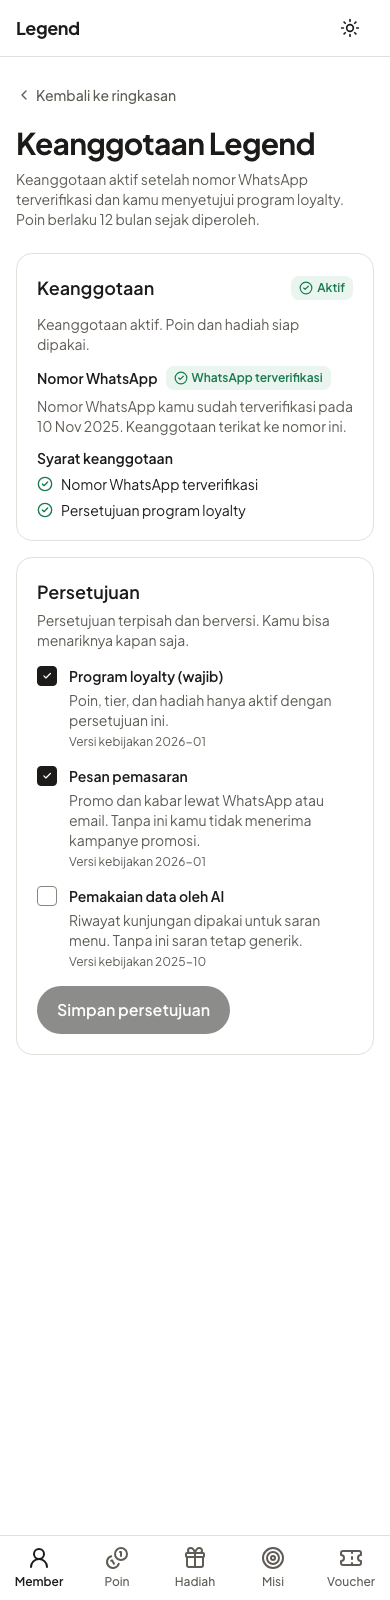 Legend
Kembali ke ringkasan
Keanggotaan Legend
Keanggotaan aktif setelah nomor WhatsApp
terverifikasi dan kamu menyetujui program loyalty.
Poin berlaku 12 bulan sejak diperoleh.
Keanggotaan
Aktif
Keanggotaan aktif. Poin dan hadiah siap
dipakai.
Nomor WhatsApp
WhatsApp terverifikasi
Nomor WhatsApp kamu sudah terverifikasi pada
10 Nov 2025. Keanggotaan terikat ke nomor ini.
Syarat keanggotaan
Nomor WhatsApp terverifikasi
Persetujuan program loyalty
Persetujuan
Persetujuan terpisah dan berversi. Kamu bisa
menariknya kapan saja.
Program loyalty (wajib)
Poin, tier, dan hadiah hanya aktif dengan
persetujuan ini.
Versi kebijakan 2026-01
Pesan pemasaran
Promo dan kabar lewat WhatsApp atau
email. Tanpa ini kamu tidak menerima
kampanye promosi.
Versi kebijakan 2026-01
Pemakaian data oleh AI
Riwayat kunjungan dipakai untuk saran
menu. Tanpa ini saran tetap generik.
Versi kebijakan 2025-10
Simpan persetujuan
Member
Poin
Hadiah
Misi
Voucher